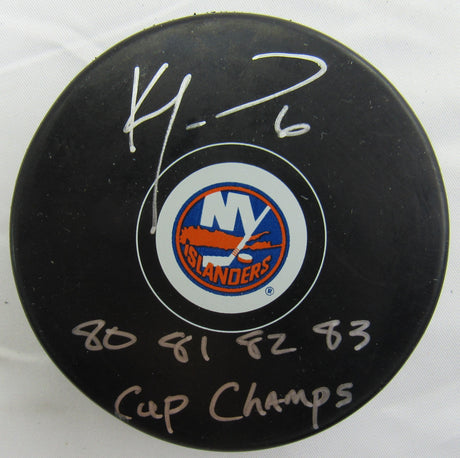 6
NY
ISLANDERS
®
80 81 82 83
Cup Champs